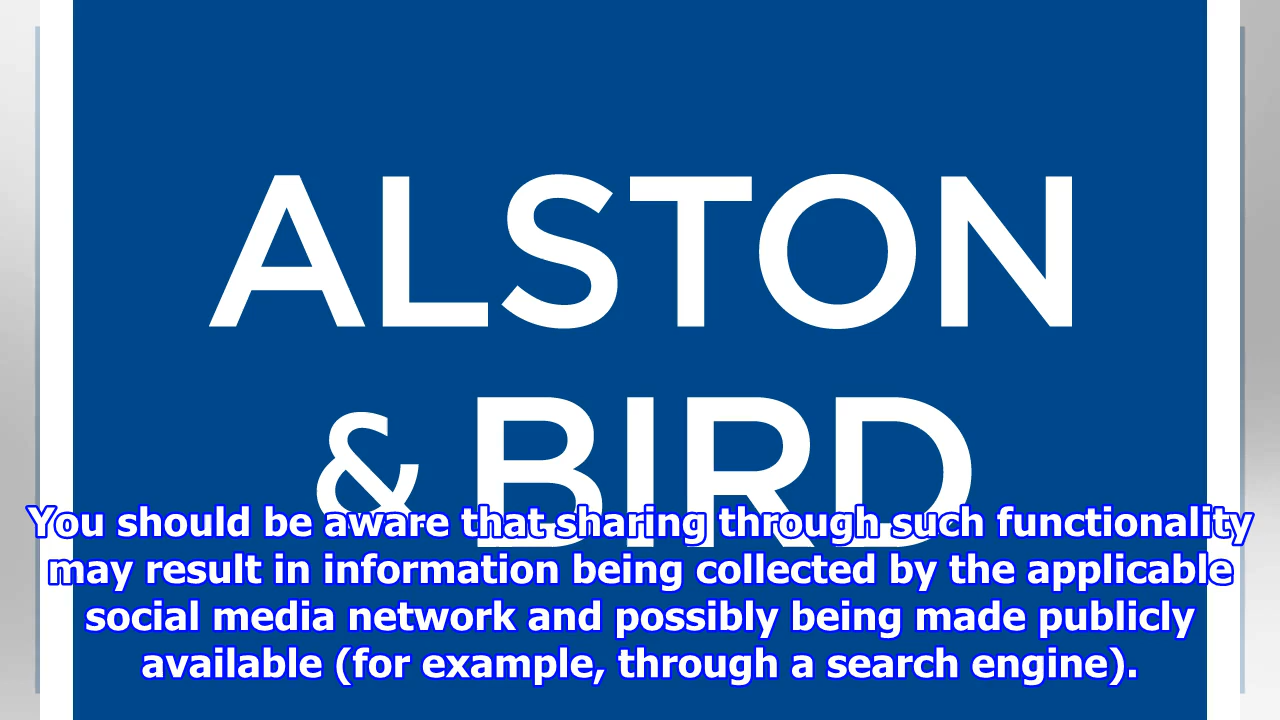 ALSTON
& BIRD
You should be aware that sharing through such functionality
may result in information being collected by the applicable
social media network and possibly being made publicly
available (for example, through a search engine).